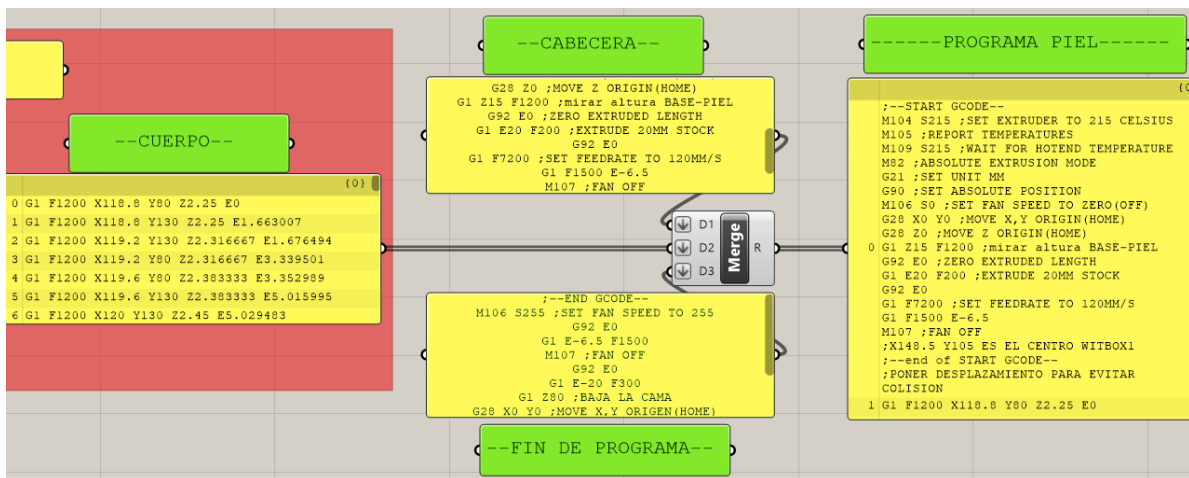 --CUERPO--
{0}
0 G1 F1200 X118.8 Y80 Z2.25 E0
1 G1 F1200 X118.8 Y130 Z2.25 E1.663007
2 G1 F1200 X119.2 Y130 Z2.316667 E1.676494
3 G1 F1200 X119.2 Y80 Z2.316667 E3.339501
4 G1 F1200 X119.6 Y80 Z2.383333 E3.352989
5 G1 F1200 X119.6 Y130 Z2.383333 E5.015995
6 G1 F1200 X120 Y130 Z2.45 E5.029483
--CABECERA--
G28 Z0 ;MOVE Z ORIGIN(HOME)
G1 Z15 F1200 ;mirar altura BASE-PIEL
G92 E0 ;ZERO EXTRUDED LENGTH
G1 E20 F200 ;EXTRUDE 20MM STOCK
G92 E0
G1 F7200 ;SET FEEDRATE TO 120MM/S
G1 F1500 E-6.5
M107 ;FAN OFF
D1
D2
D3
Merge
R
;--END GCODE--
M106 S255 ;SET FAN SPEED TO 255
G92 E0
G1 E-6.5 F1500
M107 ;FAN OFF
G92 E0
G1 E-20 F300
G1 Z80 ;BAJA LA CAMA
G28 X0 Y0 ;MOVE X,Y ORIGEN(HOME)
--FIN DE PROGRAMA--
------PROGRAMA PIEL------
;--START GCODE--
M104 S215 ;SET EXTRUDER TO 215 CELSIUS
M105 ;REPORT TEMPERATURES
M109 S215 ;WAIT FOR HOTEND TEMPERATURE
M82 ;ABSOLUTE EXTRUSION MODE
G21 ;SET UNIT MM
G90 ;SET ABSOLUTE POSITION
M106 S0 ;SET FAN SPEED TO ZERO(OFF)
G28 X0 Y0 ;MOVE X,Y ORIGIN(HOME)
G28 Z0 ;MOVE Z ORIGIN(HOME)
0 G1 Z15 F1200 ;mirar altura BASE-PIEL
G92 E0 ;ZERO EXTRUDED LENGTH
G1 E20 F200 ;EXTRUDE 20MM STOCK
G92 E0
G1 F7200 ;SET FEEDRATE TO 120MM/S
G1 F1500 E-6.5
M107 ;FAN OFF
;X148.5 Y105 ES EL CENTRO WITBOX1
;--end of START GCODE--
;PONER DESPLAZAMIENTO PARA EVITAR
COLISION
1 G1 F1200 X118.8 Y80 Z2.25 E0